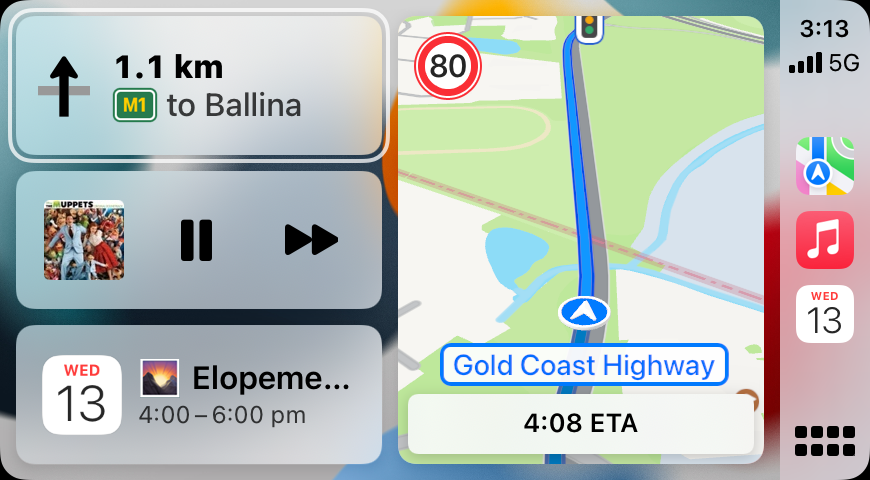 1.1 km
M1 to Ballina
THE MUPPETS
WED
13
Elopeme...
4:00 – 6:00 pm
80
Gold Coast Highway
4:08 ETA
3:13
5G
WED
13